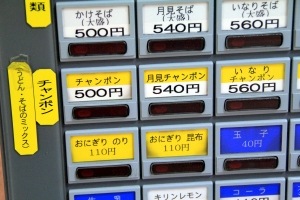 類
かけそば
(大盛)
500円
月見そば
(大盛)
540円
いなりそば
(大盛)
560円
うどん・そばのミックス)
チャンポン
チャンポン
500円
月見チャンポン
540円
いなり
チャンポン
560円
おにぎり のり
110円
おにぎり 昆布
110円
玉子
40円
キリンレモン
コーラ